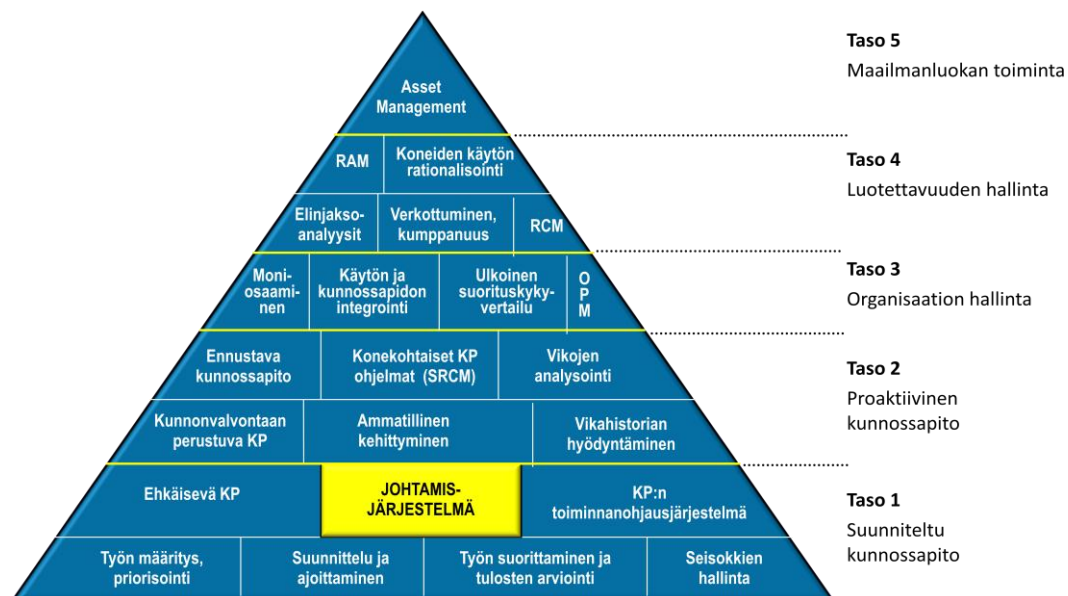 Asset
Management
Taso 5
Maailmanluokan toiminta
RAM
Koneiden käytön
rationalisointi
Elinjakso-
analyysit
Verkottuminen,
kumppanuus
RCM
Taso 4
Luotettavuuden hallinta
Moni-
osaami-
nen
Käytön ja
kunnossapidon
integrointi
Ulkoinen
suorituskyky-
vertailu
O
P
M
Taso 3
Organisaation hallinta
Ennustava
kunnossapito
Konekohtaiset KP
ohjelmat (SRCM)
Vikojen
analysointi
Kunnonvalvontaan
perustuva KP
Ammatillinen
kehittyminen
Vikahistorian
hyödyntäminen
Taso 2
Proaktiivinen
kunnossapito
Ehkäisevä KP
JOHTAMIS-
JÄRJESTELMÄ
KP:n
toiminnanohjausjärjestelmä
Työn määritys,
priorisointi
Suunnittelu ja
ajoittaminen
Työn suorittaminen ja
tulosten arviointi
Seisokkien
hallinta
Taso 1
Suunniteltu
kunnossapito